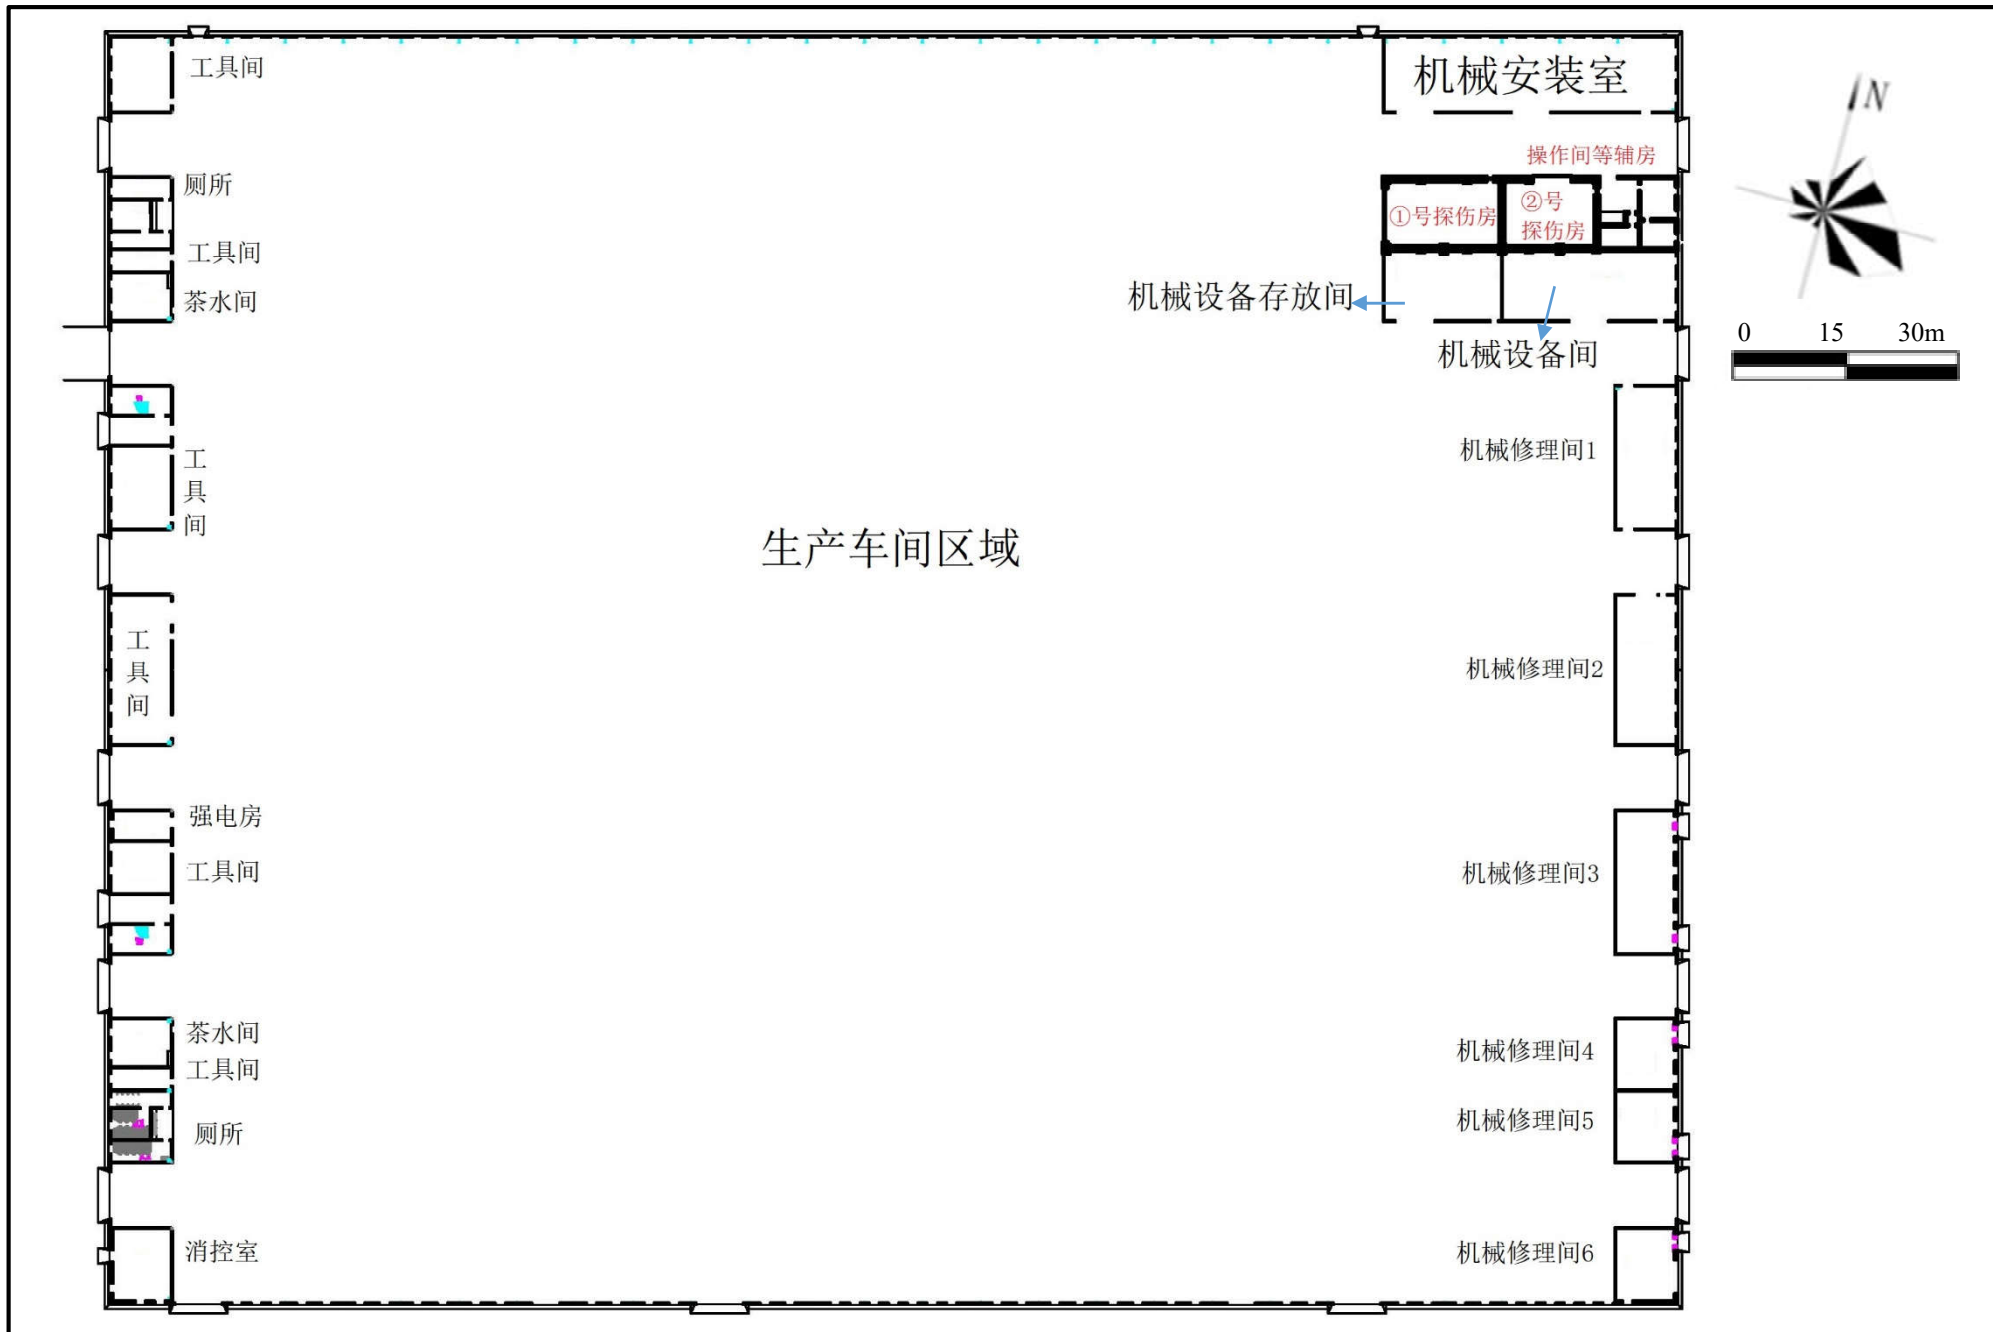 工具间
机械安装室
N
操作间等辅房
厕所
①号探伤房
②号
探伤房
工具间
茶水间
机械设备存放间
0 15 30m
机械设备间
工
具
间
机械修理间1
生产车间区域
工
具
间
机械修理间2
强电房
工具间
机械修理间3
茶水间
工具间
机械修理间4
厕所
机械修理间5
消控室
机械修理间6